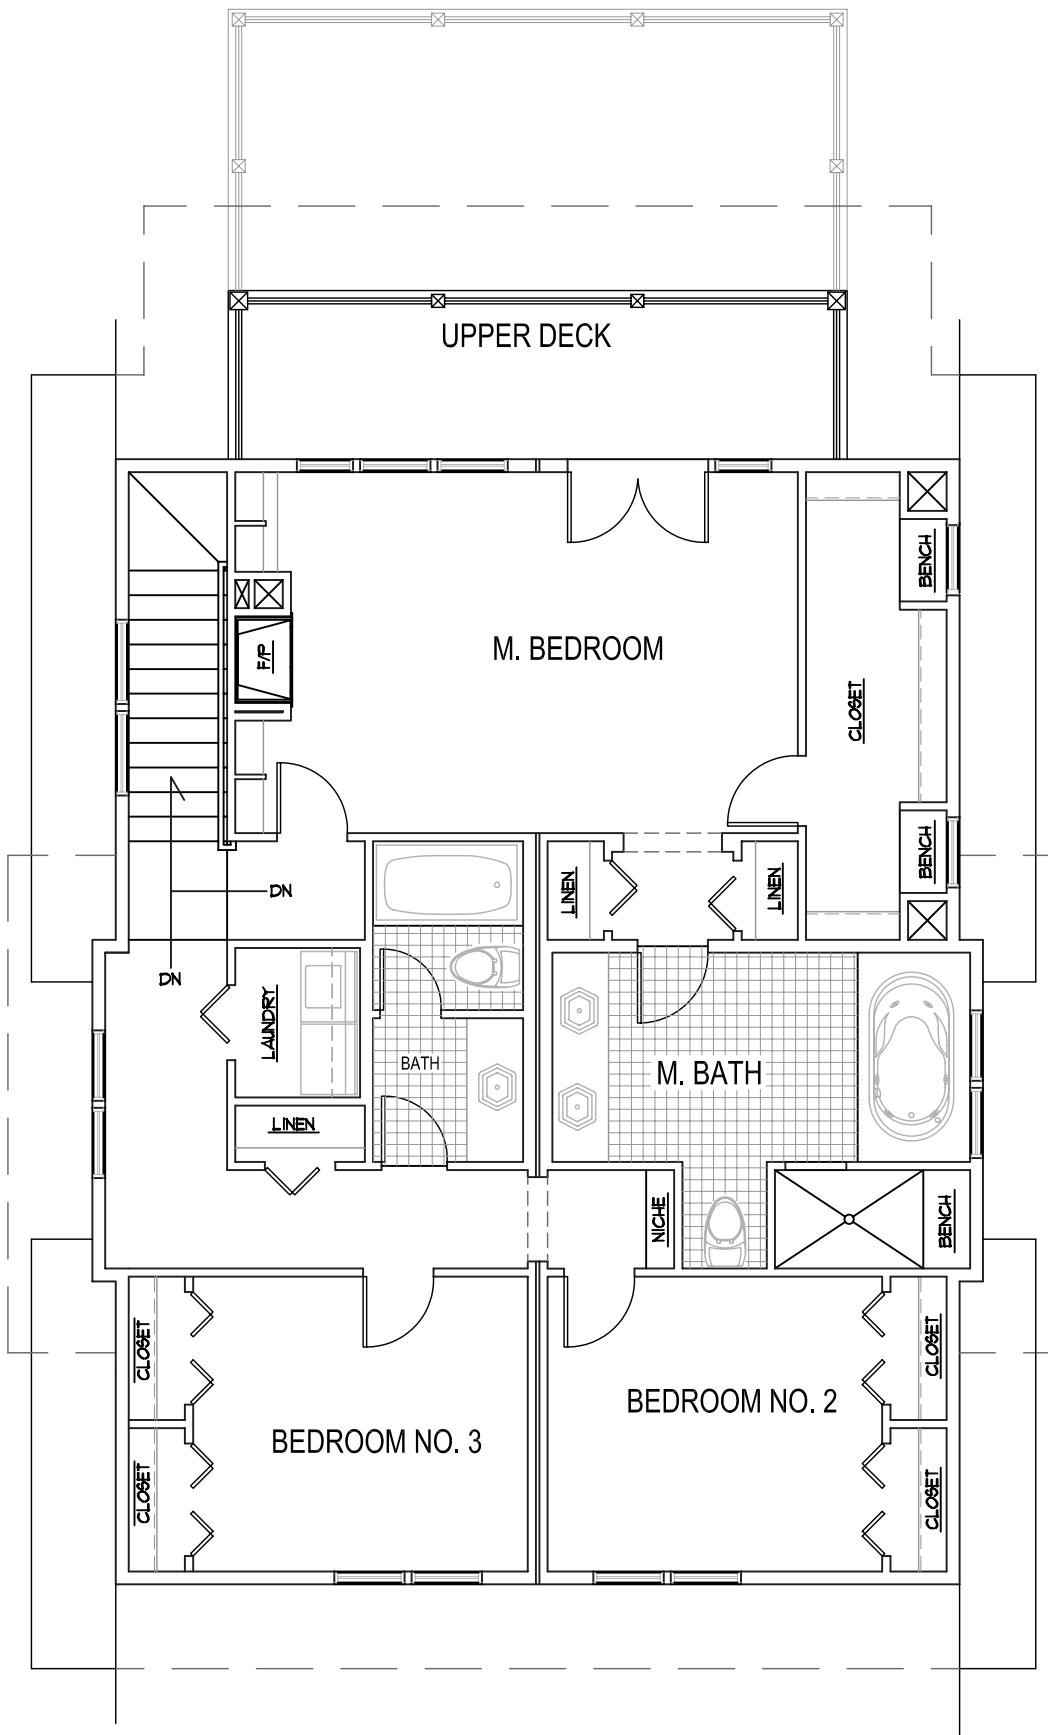 UPPER DECK
BENCH
M. BEDROOM
F/P
CLOSET
BENCH
DN
LINEN
LINEN
DN
LAUNDRY
BATH
M. BATH
LINEN
NICHE
BENCH
CLOSET
CLOSET
BEDROOM NO. 2
BEDROOM NO. 3
CLOSET
CLOSET